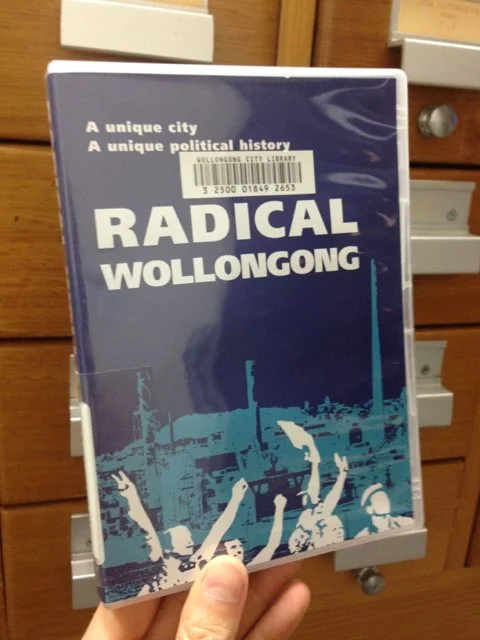 A unique city
A unique political history
WOLLONGONG CITY LIBRARY
3 2500 01849 2653
RADICAL
WOLLONGONG